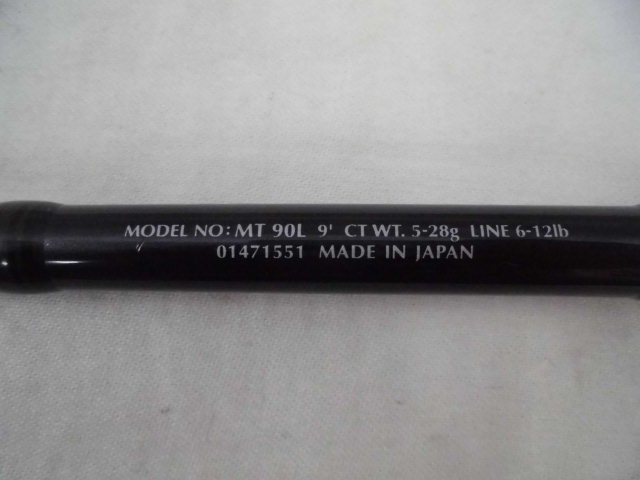 MODEL NO: MT 90L 9' CT WT. 5-28g LINE 6-12lb
01471551 MADE IN JAPAN